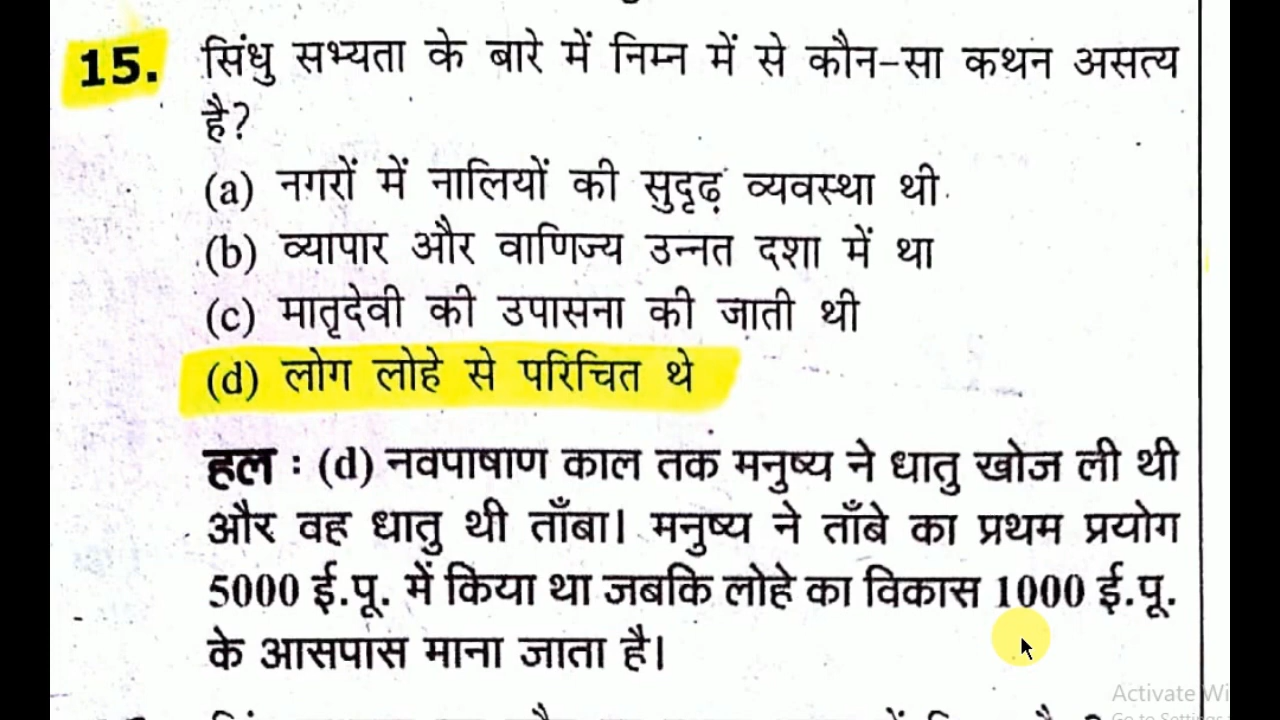 15. सिंधु सभ्यता के बारे में निम्न में से कौन-सा कथन असत्य
है?
(a) नगरों में नालियों की सुदृढ़ व्यवस्था थी
(b) व्यापार और वाणिज्य उन्नत दशा में था
(c) मातृदेवी की उपासना की जाती थी
(d) लोग लोहे से परिचित थे
हल : (d) नवपाषाण काल तक मनुष्य ने धातु खोज ली थी
और वह धातु थी ताँबा। मनुष्य ने ताँबे का प्रथम प्रयोग
5000 ई.पू. में किया था जबकि लोहे का विकास 1000 ई.पू.
के आसपास माना जाता है।
Activate Wi